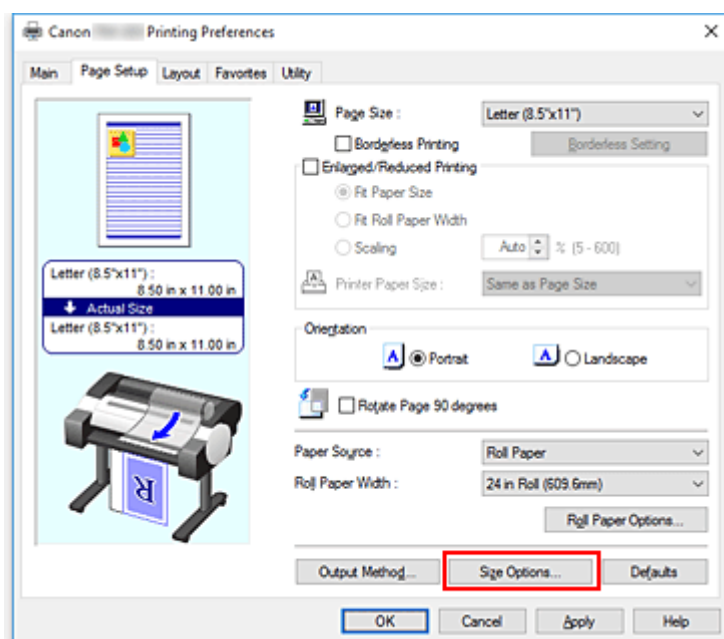 Canon Printing Preferences
Main Page Setup Layout Favorites Utility
Page Size : Letter (8.5"x11")
Borderless Printing Borderless Setting
Enlarged/Reduced Printing
Fit Paper Size
Fit Roll Paper Width
Scaling Auto % (5 - 600)
Printer Paper Size : Same as Page Size
Letter (8.5"x11") :
8.50 in x 11.00 in
Actual Size
Letter (8.5"x11") :
8.50 in x 11.00 in
Orientation
A Portrait A Landscape
Rotate Page 90 degrees
R
Paper Source : Roll Paper
Roll Paper Width : 24 in Roll (609.6mm)
Roll Paper Options...
Output Method... Size Options... Defaults
OK Cancel Apply Help